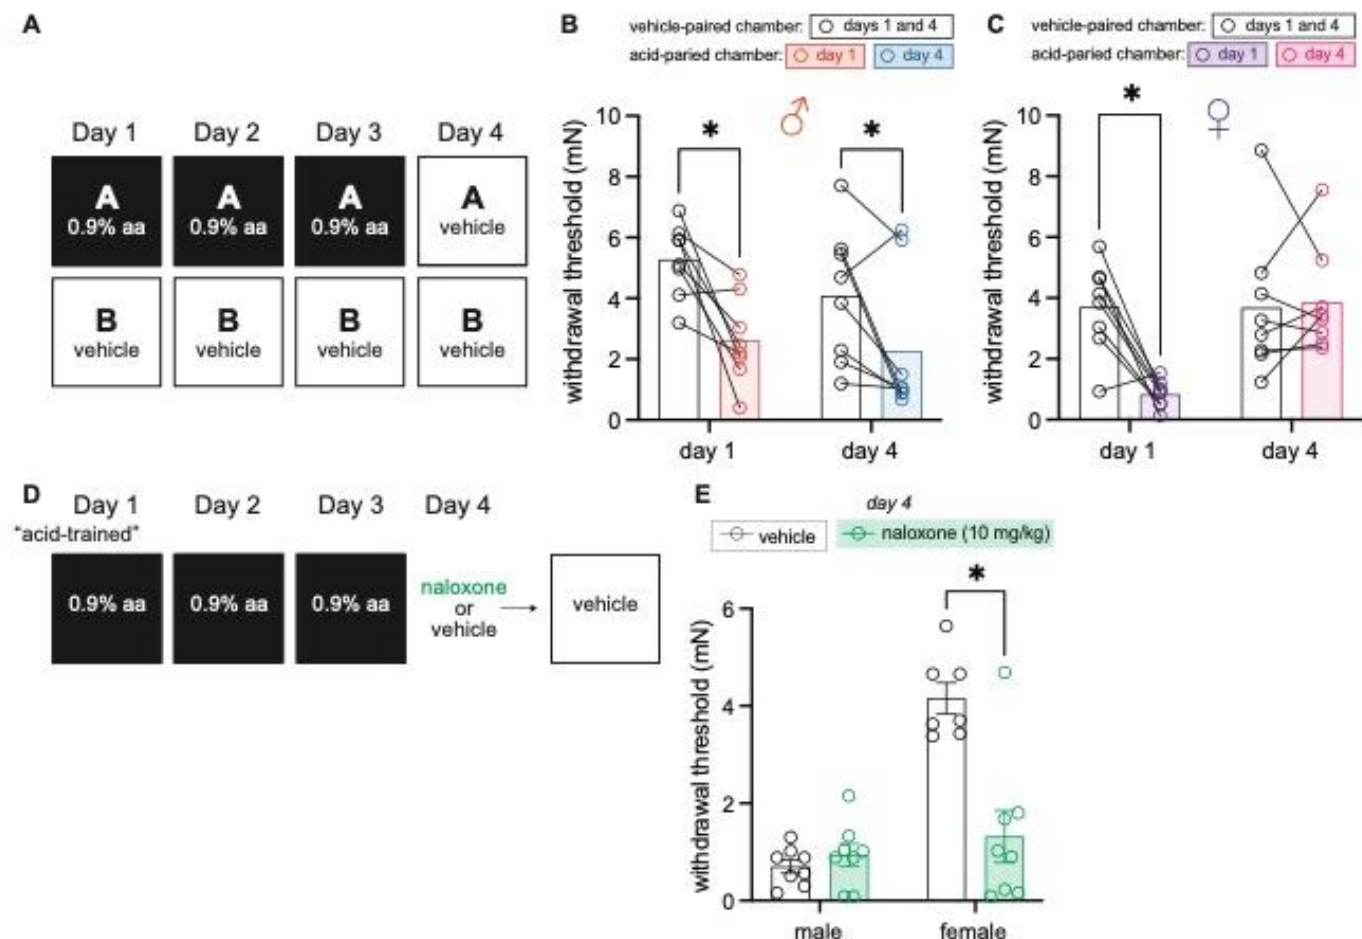 A
Day 1 Day 2 Day 3 Day 4
A A A A
0.9% aa 0.9% aa 0.9% aa vehicle
B B B B
vehicle vehicle vehicle vehicle
B
vehicle-paired chamber: days 1 and 4
acid-paried chamber: day 1 day 4
♂
* *
withdrawal threshold (mN)
10
8
6
4
2
0
day 1 day 4
C
vehicle-paired chamber: days 1 and 4
acid-paried chamber: day 1 day 4
♀
*
withdrawal threshold (mN)
10
8
6
4
2
0
day 1 day 4
D
Day 1 Day 2 Day 3 Day 4
"acid-trained"
0.9% aa 0.9% aa 0.9% aa
naloxone
or
vehicle
vehicle
E
day 4
vehicle naloxone (10 mg/kg)
*
withdrawal threshold (mN)
6
4
2
0
male female